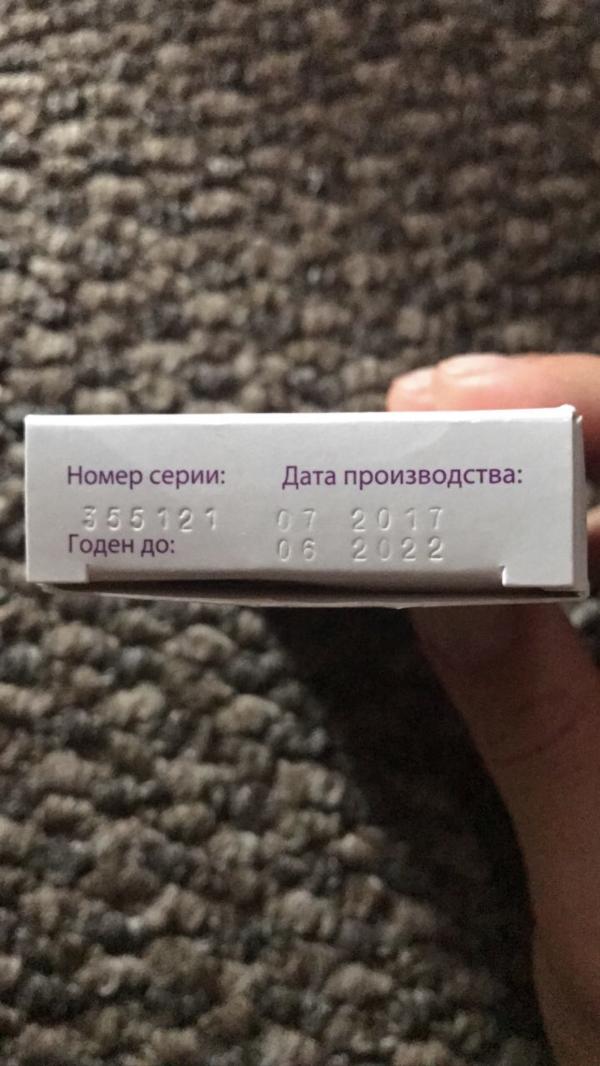 Номер серии: Дата производства:
355121 07 2017
Годен до: 06 2022